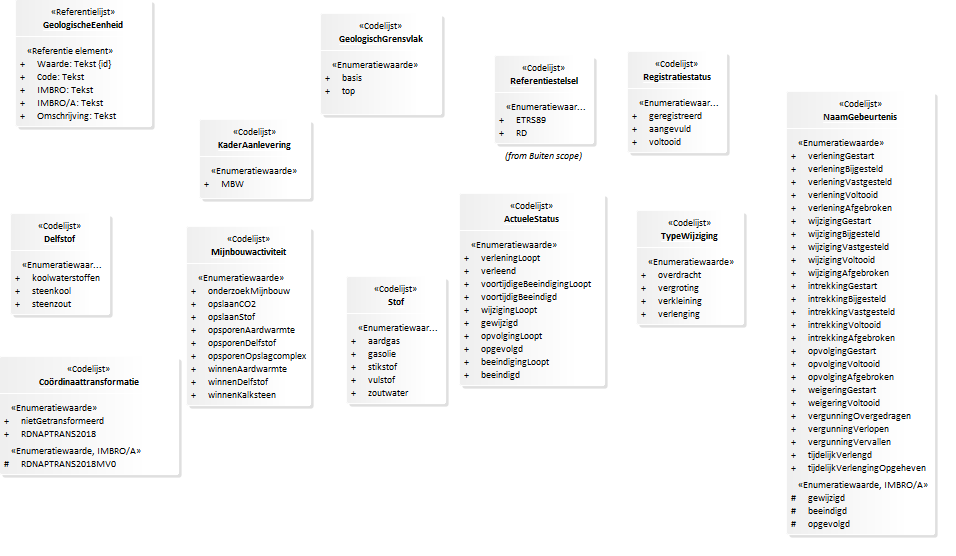 «Referentielijst»
GeologischeEenheid
«Referentie element»
+ Waarde: Tekst {id}
+ Code: Tekst
+ IMBRO: Tekst
+ IMBRO/A: Tekst
+ Omschrijving: Tekst
«Codelijst»
GeologischGrensvlak
«Enumeratiewaarde»
+ basis
+ top
«Codelijst»
Referentiestelsel
«Enumeratiewaar...
+ ETRS89
+ RD
(from Buiten scope)
«Codelijst»
Registratiestatus
«Enumeratiewaar...
+ geregistreerd
+ aangevuld
+ voltooid
«Codelijst»
NaamGebeurtenis
«Enumeratiewaarde»
+ verleningGestart
+ verleningBijgesteld
+ verleningVastgesteld
+ verleningVoltooid
+ verleningAfgebroken
+ wijzigingGestart
+ wijzigingBijgesteld
+ wijzigingVastgesteld
+ wijzigingVoltooid
+ wijzigingAfgebroken
+ intrekkingGestart
+ intrekkingBijgesteld
+ intrekkingVastgesteld
+ intrekkingVoltooid
+ intrekkingAfgebroken
+ opvolgingGestart
+ opvolgingVoltooid
+ opvolgingAfgebroken
+ weigeringGestart
+ weigeringVoltooid
+ vergunningOvergedragen
+ vergunningVerlopen
+ vergunningVervallen
+ tijdelijkVerlengd
+ tijdelijkVerlengingOpgeheven
«Enumeratiewaarde, IMBRO/A»
# gewijzigd
# beeindigd
# opgevolgd
«Codelijst»
KaderAanlevering
«Enumeratiewaarde»
+ MBW
«Codelijst»
Delfstof
«Enumeratiewaar...
+ koolwaterstoffen
+ steenkool
+ steenzout
«Codelijst»
Mijnbouwactiviteit
«Enumeratiewaarde»
+ onderzoekMijnbouw
+ opslaanCO2
+ opslaanStof
+ opsporenAardwarmte
+ opsporenDelfstof
+ opsporenOpslagcomplex
+ winnenAardwarmte
+ winnenDelfstof
+ winnenKalksteen
«Codelijst»
Stof
«Enumeratiewaar...
+ aardgas
+ gasolie
+ stikstof
+ vulstof
+ zoutwater
«Codelijst»
ActueleStatus
«Enumeratiewaarde»
+ verleningLoopt
+ verleend
+ voortijdigeBeeindigingLoopt
+ voortijdigBeeindigd
+ wijzigingLoopt
+ gewijzigd
+ opvolgingLoopt
+ opgevolgd
+ beeindigingLoopt
+ beeindigd
«Codelijst»
TypeWijziging
«Enumeratiewaarde»
+ overdracht
+ vergroting
+ verkleining
+ verlenging
«Codelijst»
Coördinaattransformatie
«Enumeratiewaarde»
+ nietGetransformeerd
+ RDNAPTRANS2018
«Enumeratiewaarde, IMBRO/A»
# RDNAPTRANS2018MV0